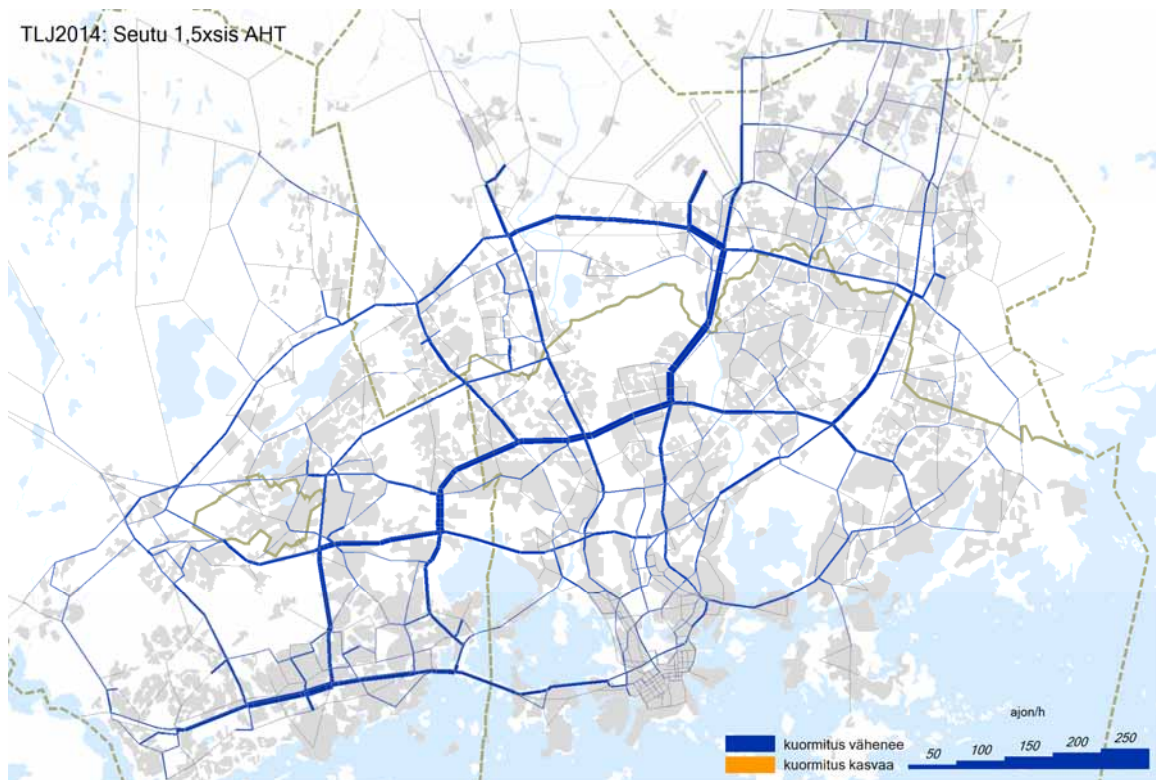 TLJ2014: Seutu 1,5xsis AHT
ajon/h
kuormitus vähenee
kuormitus kasvaa
50 100 150 200 250